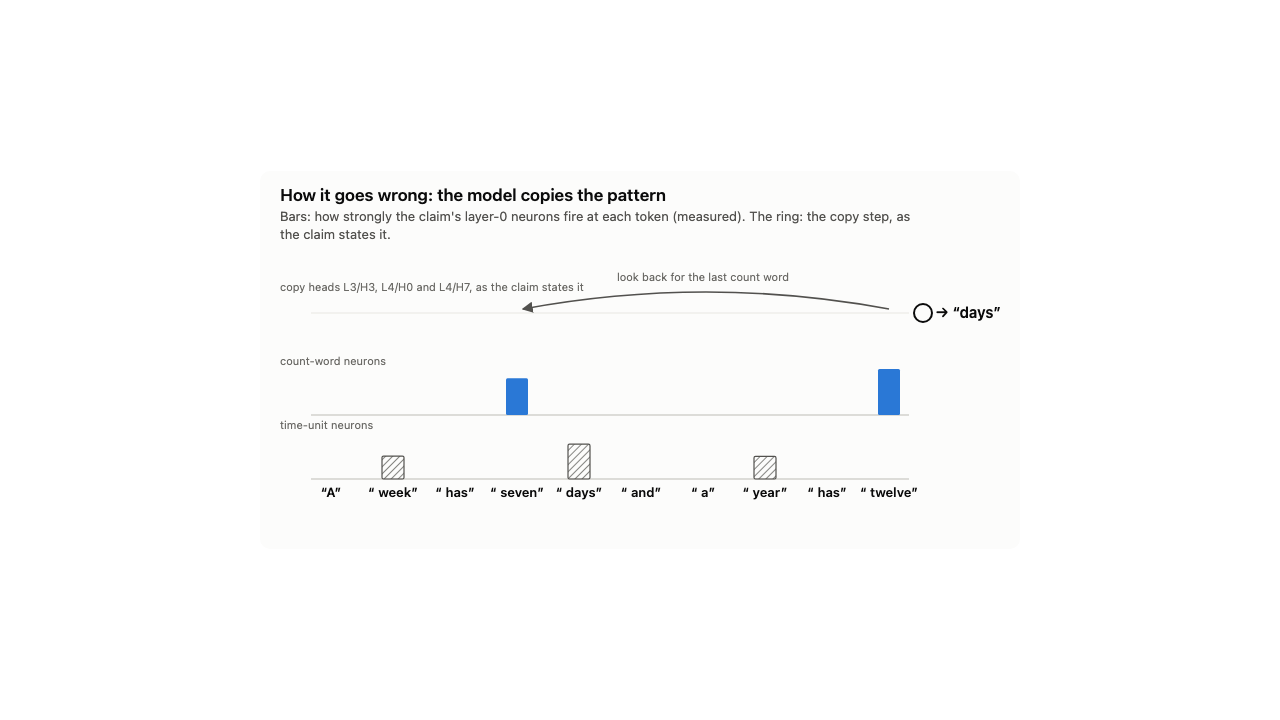 How it goes wrong: the model copies the pattern
Bars: how strongly the claim's layer-0 neurons fire at each token (measured). The ring: the copy step, as
the claim states it.
look back for the last count word
copy heads L3/H3, L4/H0 and L4/H7, as the claim states it
→ “days”
count-word neurons
time-unit neurons
“A” “ week” “ has” “ seven” “ days” “ and” “ a” “ year” “ has” “ twelve”